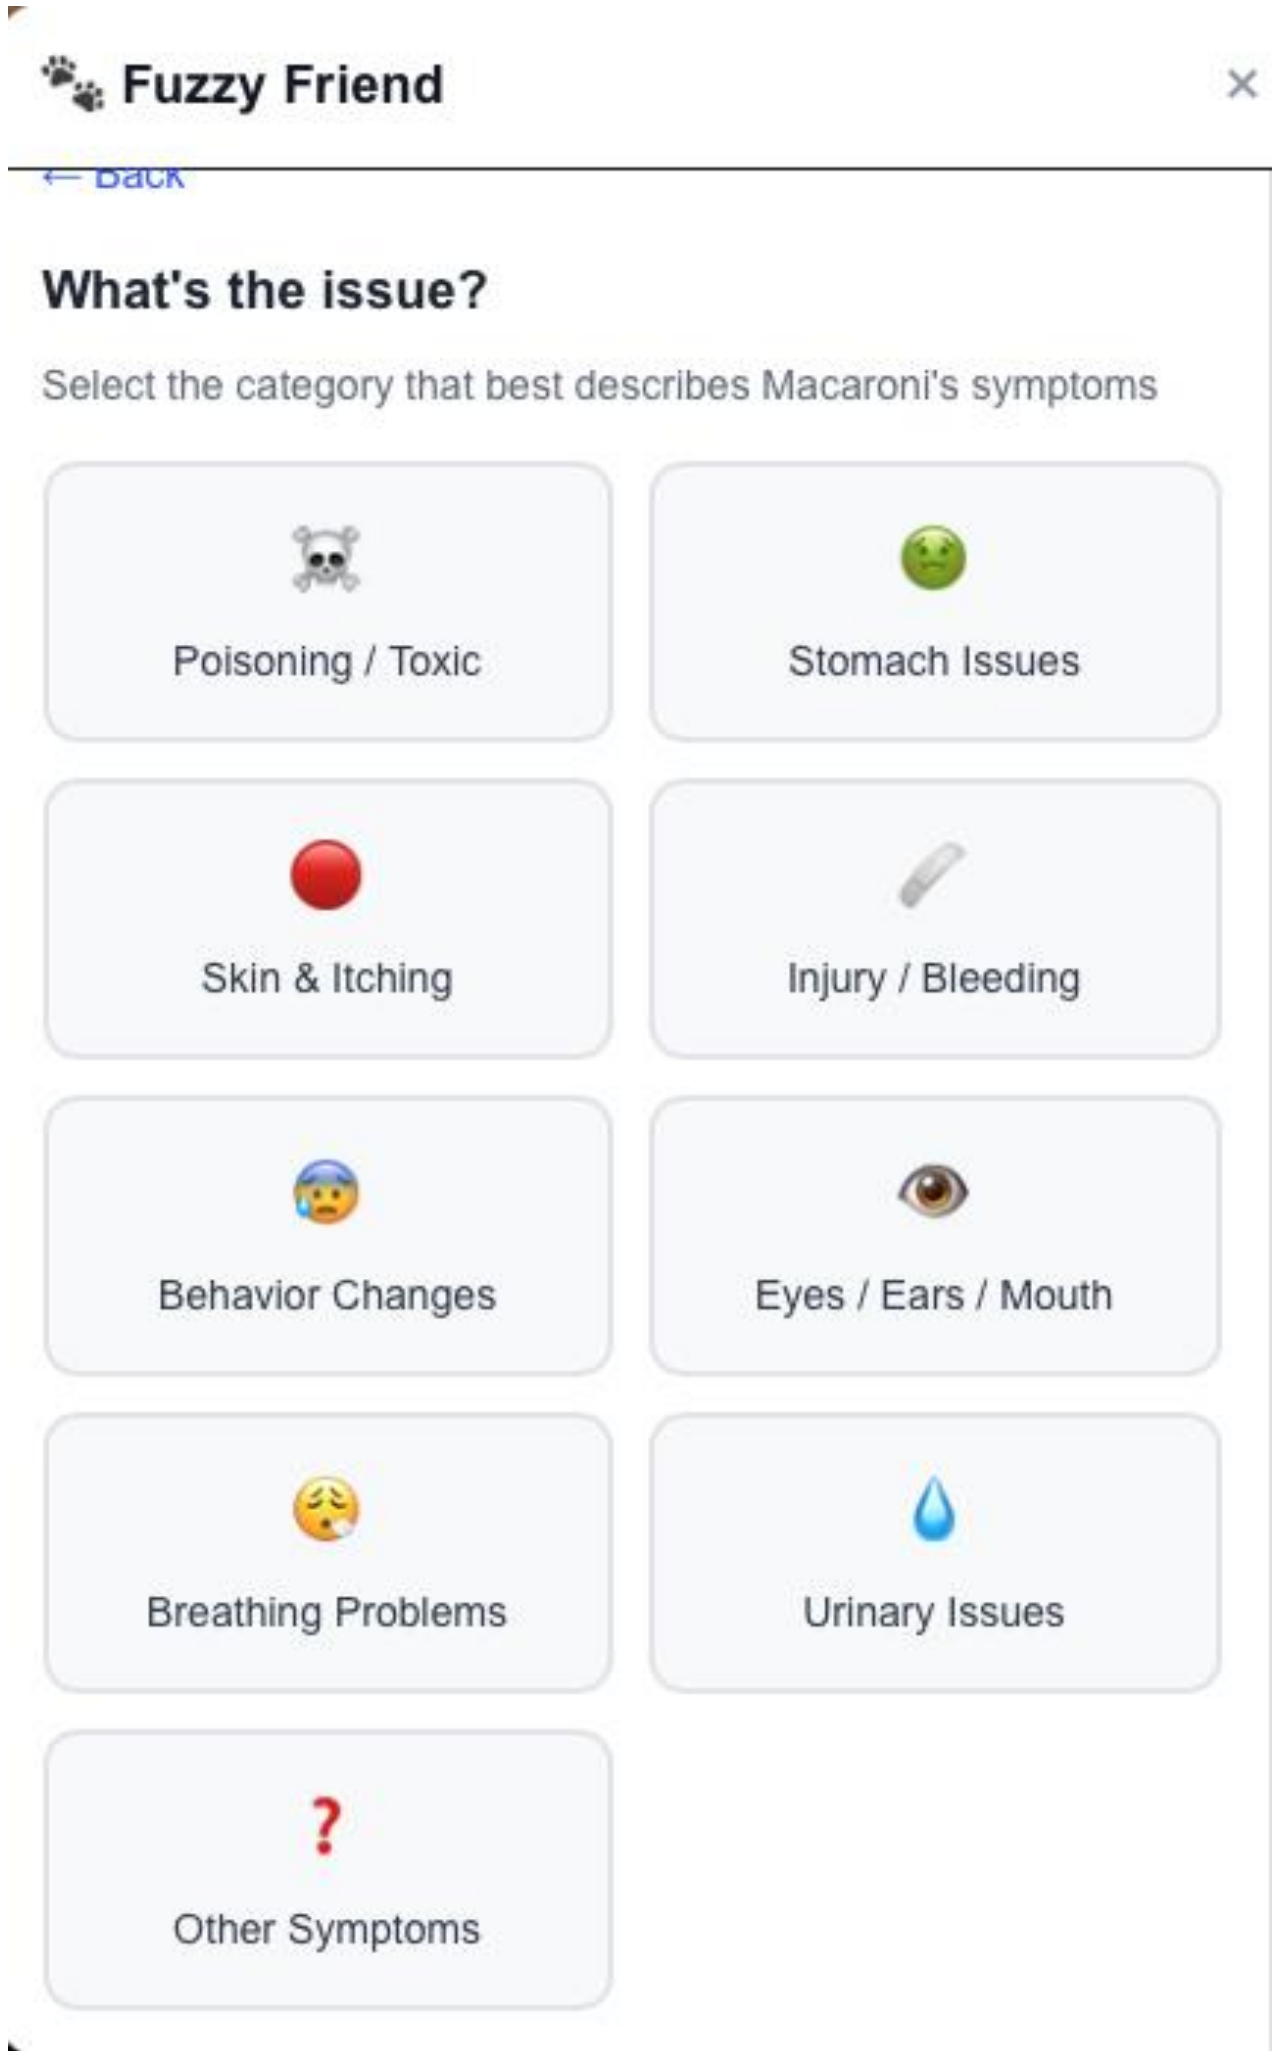 Fuzzy Friend
← Back
What's the issue?
Select the category that best describes Macaroni's symptoms
Poisoning / Toxic
Stomach Issues
Skin & Itching
Injury / Bleeding
Behavior Changes
Eyes / Ears / Mouth
Breathing Problems
Urinary Issues
Other Symptoms